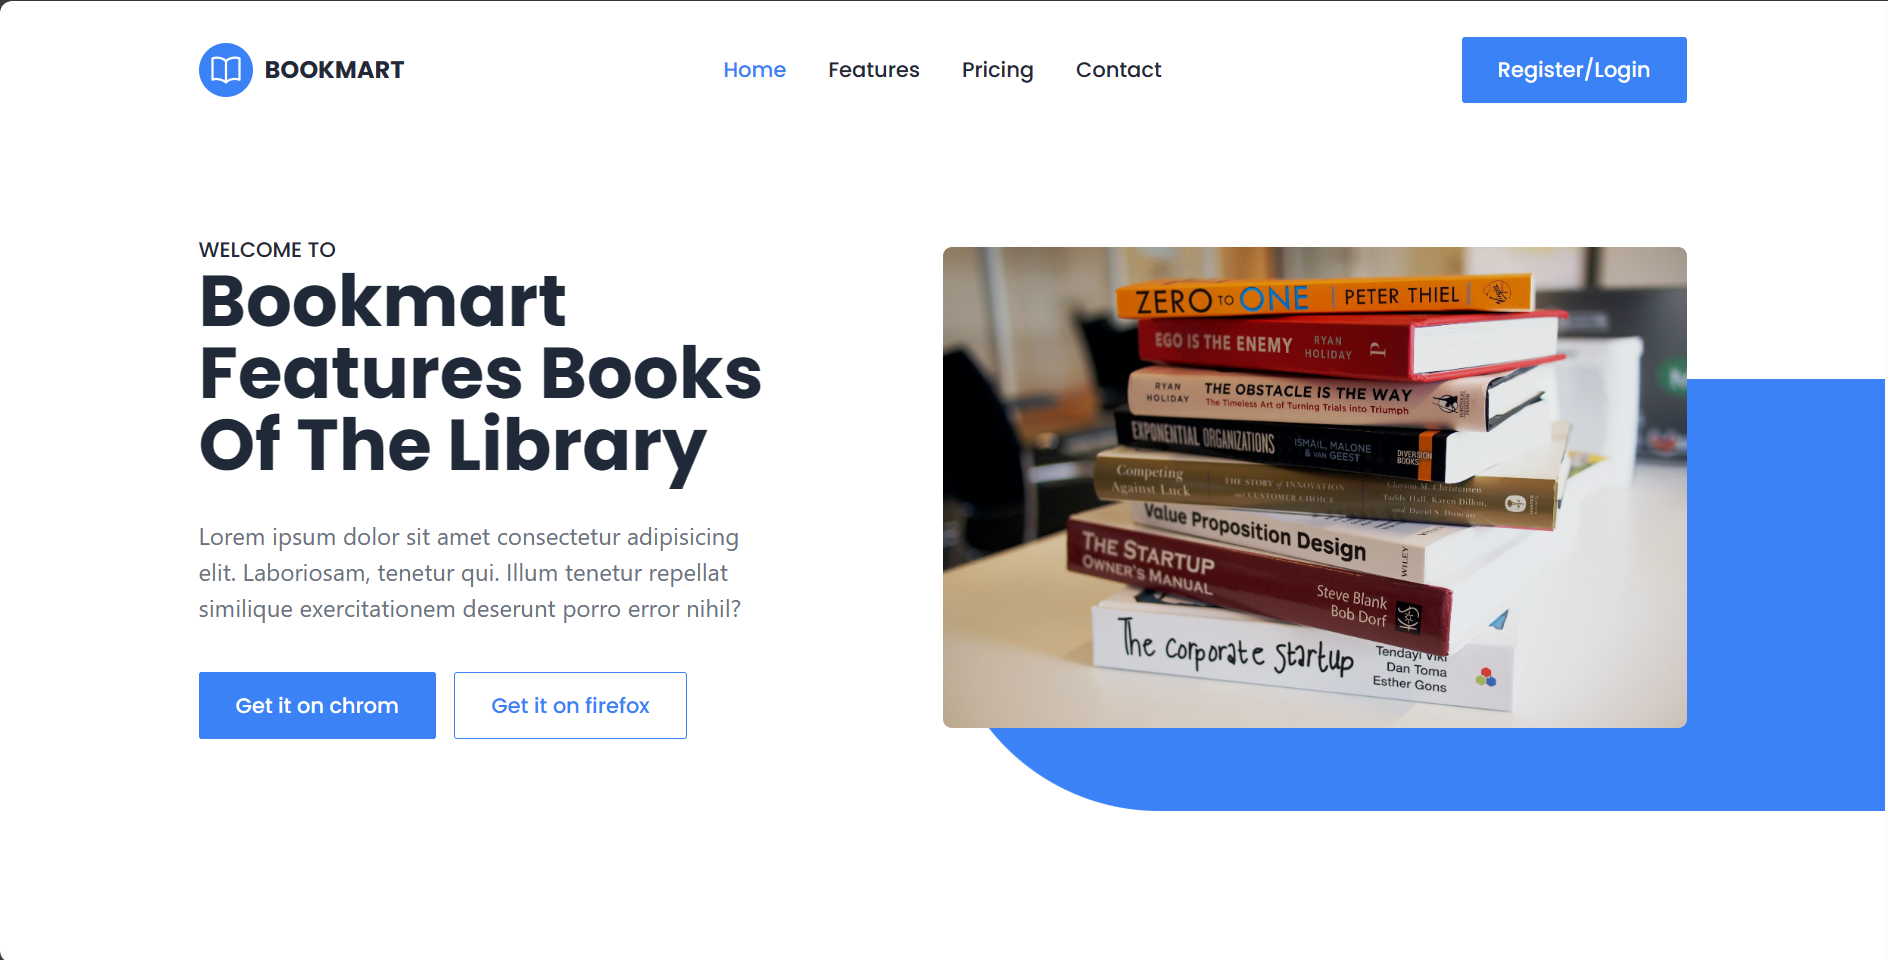 BOOKMART
Home
Features
Pricing
Contact
Register/Login
WELCOME TO
Bookmart
Features Books
Of The Library
Lorem ipsum dolor sit amet consectetur adipisicing
elit. Laboriosam, tenetur qui. Illum tenetur repellat
similique exercitationem deserunt porro error nihil?
Get it on chrom
Get it on firefox
ZERO TO ONE
PETER THIEL
EGO IS THE ENEMY
RYAN
HOLIDAY
P
RYAN
HOLIDAY
THE OBSTACLE IS THE WAY
The Timeless Art of Turning Trials into Triumph
EXPONENTIAL ORGANIZATIONS
ISMAIL, MALONE
& VAN GEEST
DIVERSION
BOOKS
Competing
Against Luck
THE STORY of INNOVATION
and CUSTOMER CHOICE
Clayton M. Christensen
Taddy Hall, Karen Dillon,
and David S. Duncan
Value Proposition Design
WILEY
THE STARTUP
OWNER'S MANUAL
Steve Blank
Bob Dorf
K&S
The corporate startup
Tendayi Viki
Dan Toma
Esther Gons